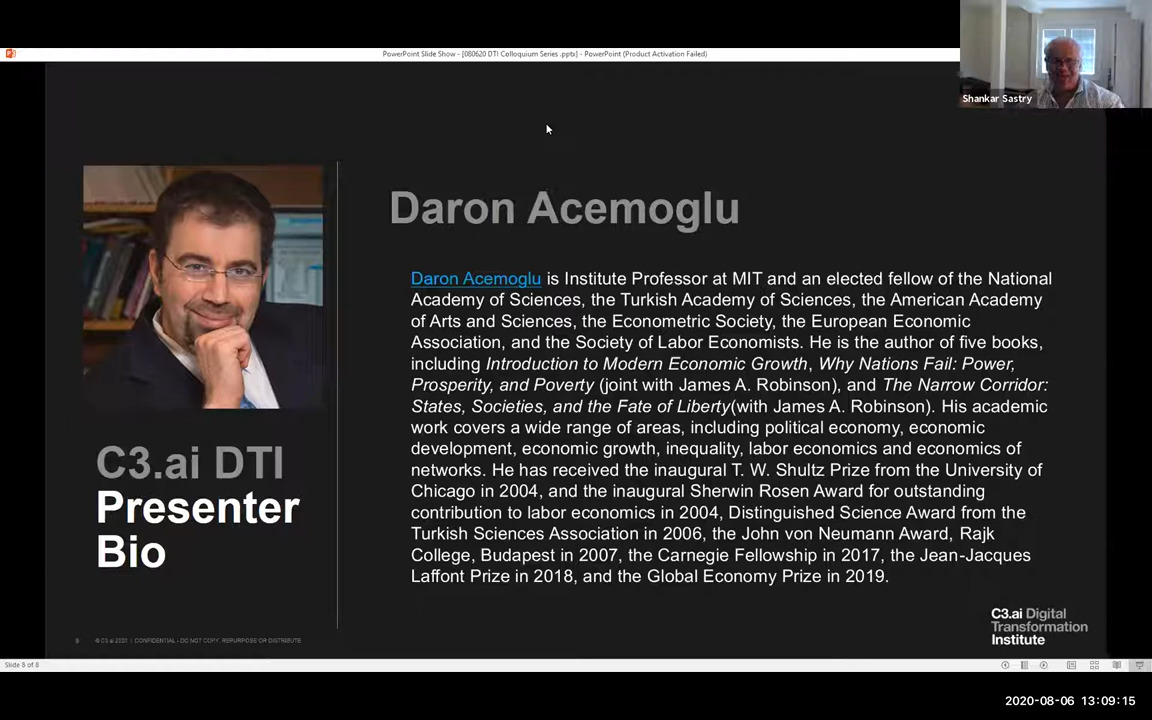 PowerPoint Slide Show - [080620 DTI Colloquium Series .pptx] - PowerPoint (Product Activation Failed)
Shankar Sastry
Daron Acemoglu
Daron Acemoglu is Institute Professor at MIT and an elected fellow of the National
Academy of Sciences, the Turkish Academy of Sciences, the American Academy
of Arts and Sciences, the Econometric Society, the European Economic
Association, and the Society of Labor Economists. He is the author of five books,
including Introduction to Modern Economic Growth, Why Nations Fail: Power,
Prosperity, and Poverty (joint with James A. Robinson), and The Narrow Corridor:
States, Societies, and the Fate of Liberty(with James A. Robinson). His academic
work covers a wide range of areas, including political economy, economic
development, economic growth, inequality, labor economics and economics of
networks. He has received the inaugural T. W. Shultz Prize from the University of
Chicago in 2004, and the inaugural Sherwin Rosen Award for outstanding
contribution to labor economics in 2004, Distinguished Science Award from the
Turkish Sciences Association in 2006, the John von Neumann Award, Rajk
College, Budapest in 2007, the Carnegie Fellowship in 2017, the Jean-Jacques
Laffont Prize in 2018, and the Global Economy Prize in 2019.
C3.ai DTI
Presenter
Bio
C3.ai Digital
Transformation
Institute
© C3.ai 2020 | CONFIDENTIAL - DO NOT COPY, REPURPOSE OR DISTRIBUTE
Slide 8 of 8
2020-08-06 13:09:15